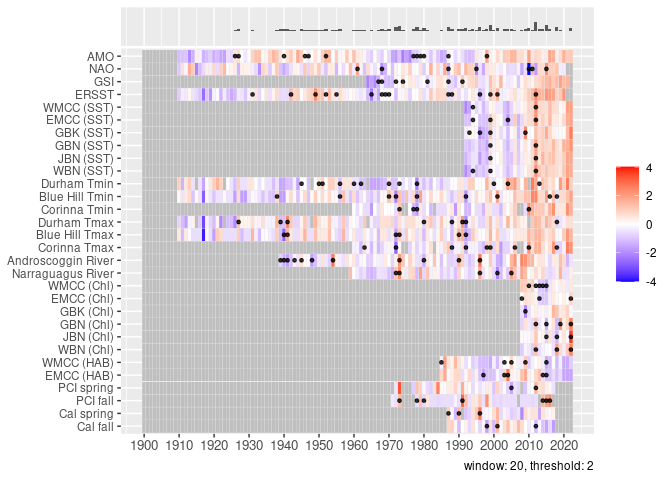 AMO
NAO
GSI
ERSST
WMCC (SST)
EMCC (SST)
GBK (SST)
GBN (SST)
JBN (SST)
WBN (SST)
Durham Tmin
Blue Hill Tmin
Corinna Tmin
Durham Tmax
Blue Hill Tmax
Corinna Tmax
Androscoggin River
Narraguagus River
WMCC (Chl)
EMCC (Chl)
GBK (Chl)
GBN (Chl)
JBN (Chl)
WBN (Chl)
WMCC (HAB)
EMCC (HAB)
PCI spring
PCI fall
Cal spring
Cal fall
1900 1910 1920 1930 1940 1950 1960 1970 1980 1990 2000 2010 2020
window: 20, threshold: 2
4
2
0
-2
-4